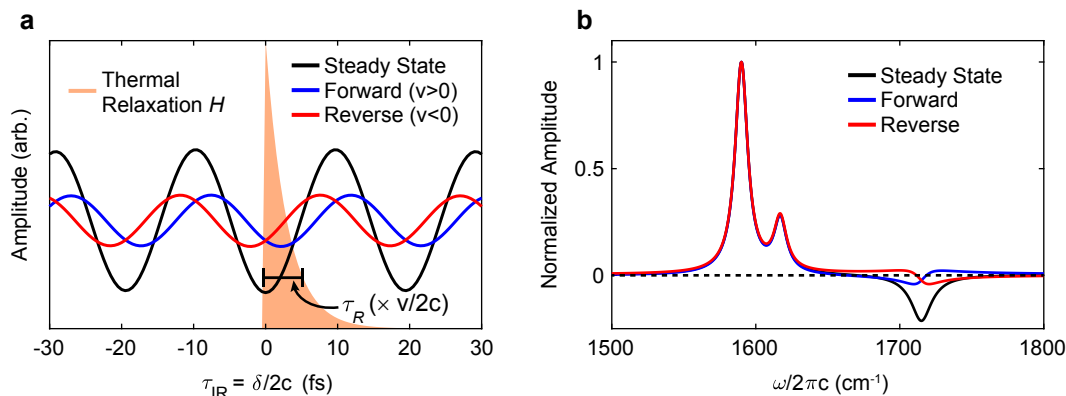 a
Thermal
Relaxation H
Steady State
Forward (v>0)
Reverse (v<0)
Amplitude (arb.)
τR (× v/2c)
-30 -20 -10 0 10 20 30
τIR = δ/2c (fs)
b
Steady State
Forward
Reverse
Normalized Amplitude
1
0.5
0
1500 1600 1700 1800
ω/2πc (cm⁻¹)